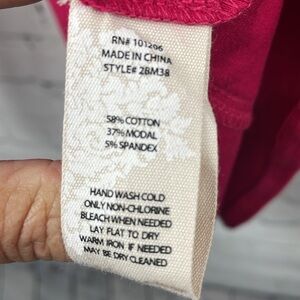 RN# 101206
MADE IN CHINA
STYLE# 2BM38
58% COTTON
37% MODAL
5% SPANDEX
HAND WASH COLD
ONLY NON-CHLORINE
BLEACH WHEN NEEDED
LAY FLAT TO DRY
WARM IRON IF NEEDED
MAY BE DRY CLEANED